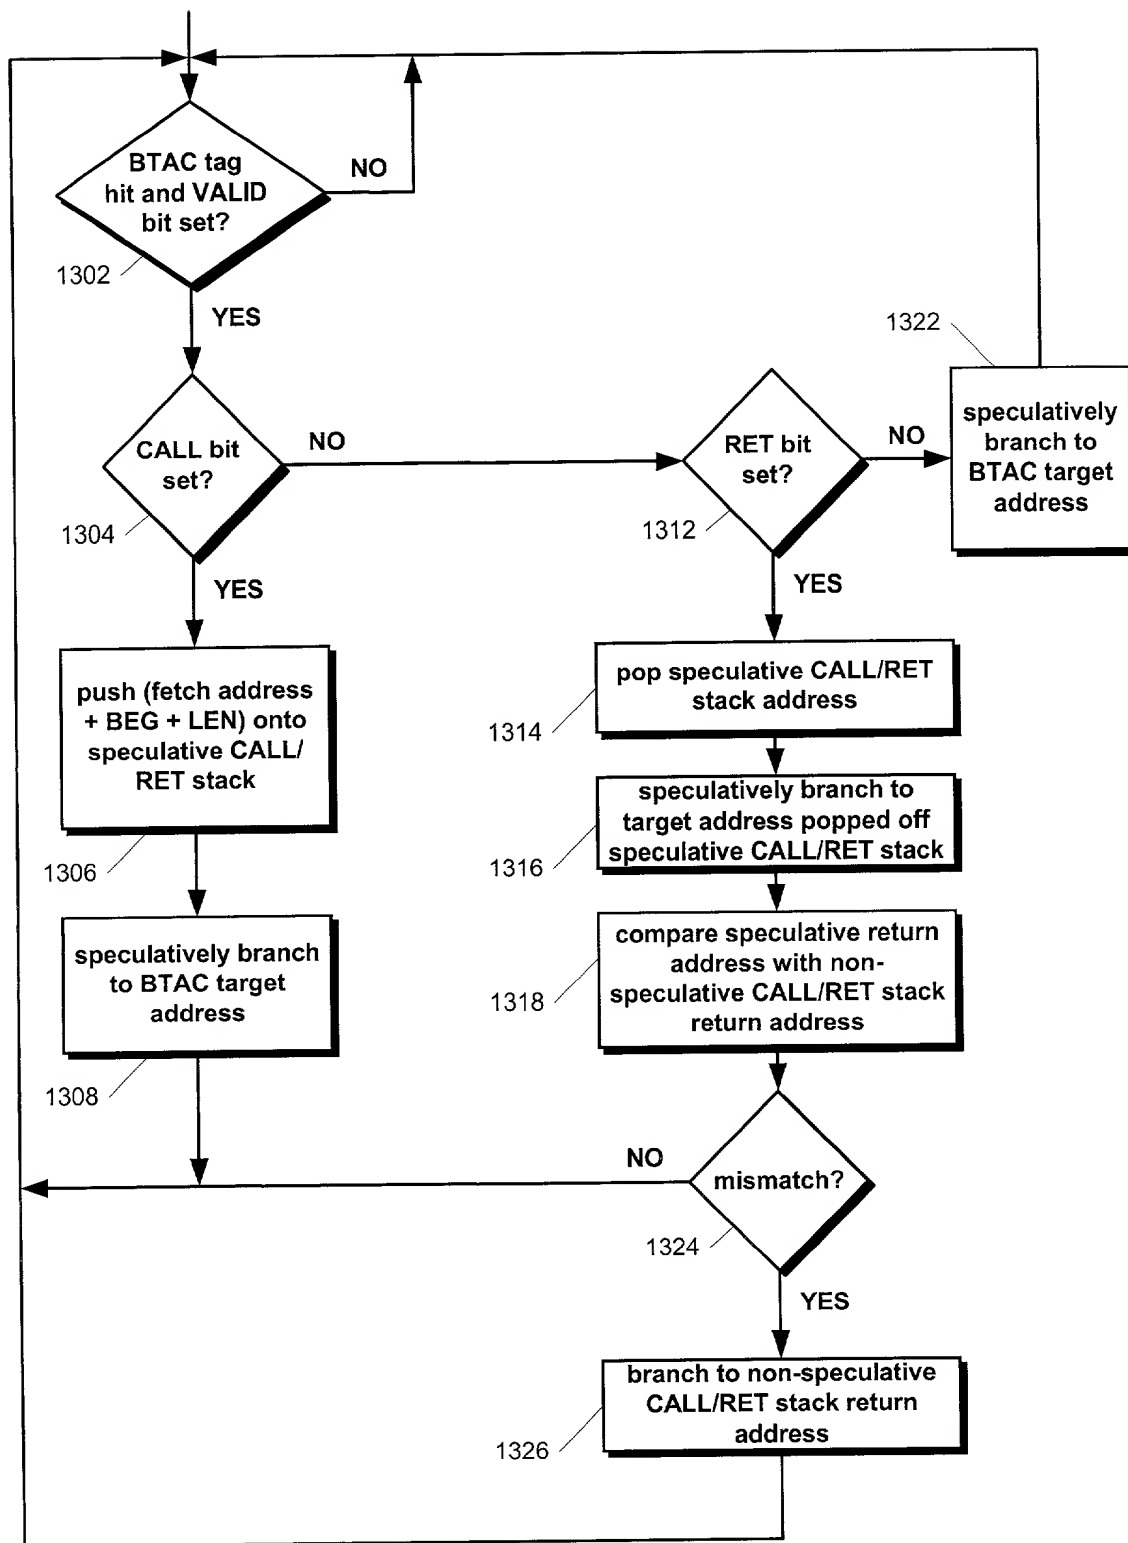 BTAC tag
hit and VALID
bit set?
NO
1302
YES
1322
CALL bit
set?
NO
1304
YES
RET bit
set?
NO
1312
YES
speculatively
branch to
BTAC target
address
push (fetch address
+ BEG + LEN) onto
speculative CALL/
RET stack
1306
pop speculative CALL/RET
stack address
1314
speculatively branch to
target address popped off
speculative CALL/RET stack
1316
speculatively branch
to BTAC target
address
1308
compare speculative return
address with non-
speculative CALL/RET stack
return address
1318
NO
mismatch?
1324
YES
branch to non-speculative
CALL/RET stack return
address
1326